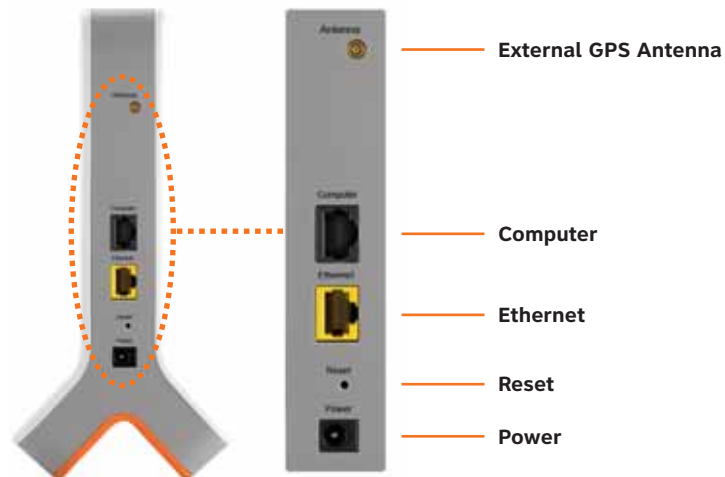 Antenna
External GPS Antenna
Computer
Computer
Ethernet
Ethernet
Reset
Reset
Power
Power